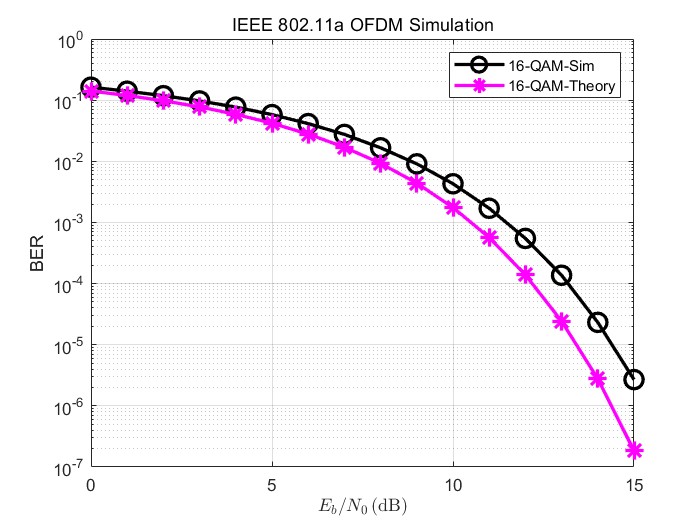 IEEE 802.11a OFDM Simulation
16-QAM-Sim
16-QAM-Theory
10^0
10^-1
10^-2
10^-3
10^-4
10^-5
10^-6
10^-7
BER
0 5 10 15
E_b/N_0 (dB)